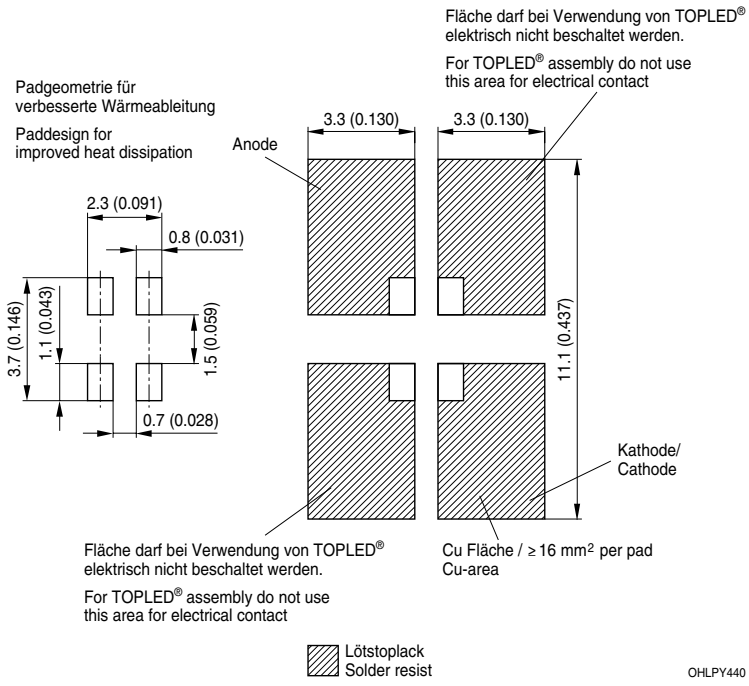 Fläche darf bei Verwendung von TOPLED®
elektrisch nicht beschaltet werden.
For TOPLED® assembly do not use
this area for electrical contact
Padgeometrie für
verbesserte Wärmeableitung
Paddesign for
improved heat dissipation
Anode
3.3 (0.130)
3.3 (0.130)
2.3 (0.091)
0.8 (0.031)
3.7 (0.146)
1.1 (0.043)
1.5 (0.059)
0.7 (0.028)
11.1 (0.437)
Kathode/
Cathode
Fläche darf bei Verwendung von TOPLED®
elektrisch nicht beschaltet werden.
For TOPLED® assembly do not use
this area for electrical contact
Cu Fläche / ≥ 16 mm² per pad
Cu-area
Lötstoplack
Solder resist
OHLPY440